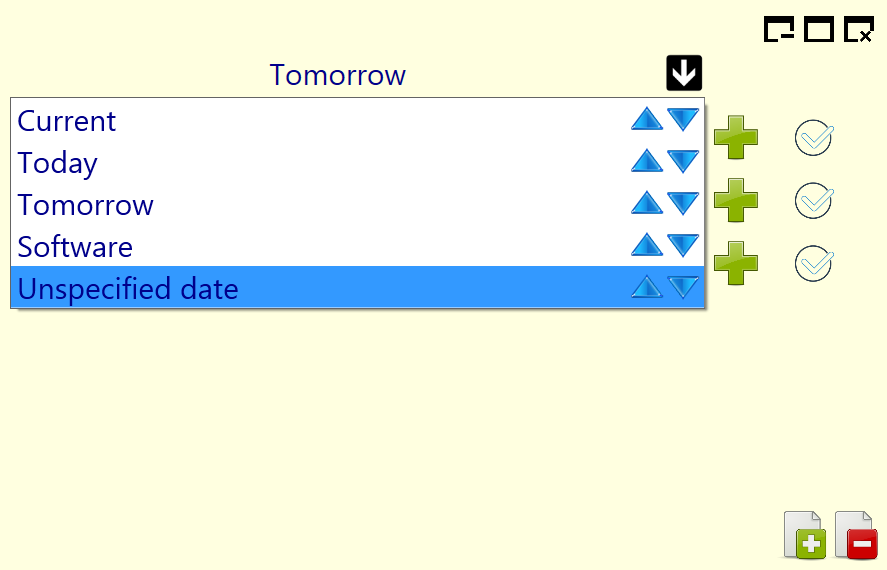 Tomorrow
Current
Today
Tomorrow
Software
Unspecified date